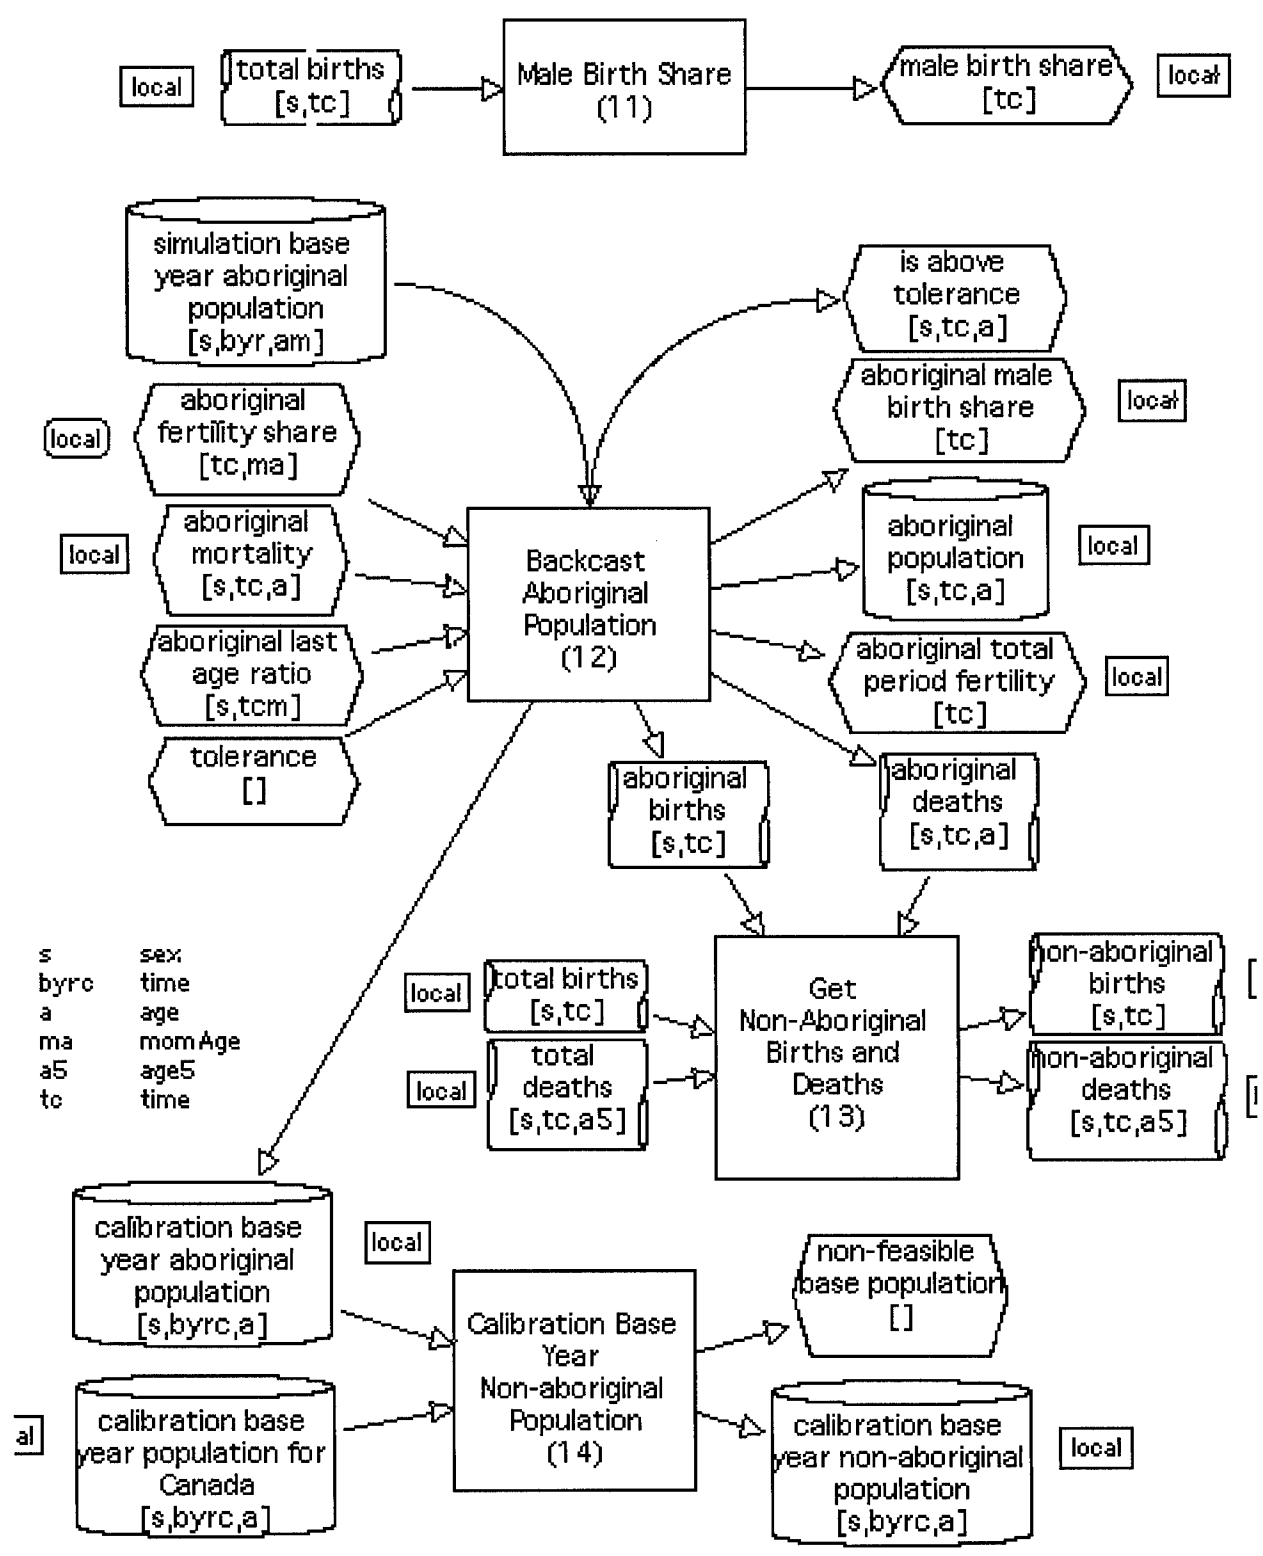 local
total births
[s,tc]
Male Birth Share
(11)
male birth share
[tc]
local
simulation base
year aboriginal
population
[s,byr,am]
is above
tolerance
[s,tc,a]
aboriginal male
birth share
[tc]
local
local
aboriginal
fertility share
[tc,ma]
local
aboriginal
mortality
[s,tc,a]
Backcast
Aboriginal
Population
(12)
aboriginal
population
[s,tc,a]
local
aboriginal last
age ratio
[s,tcm]
aboriginal total
period fertility
[tc]
local
tolerance
[]
aboriginal
births
[s,tc]
aboriginal
deaths
[s,tc,a]
s sex
byrc time
a age
ma momAge
a5 age5
tc time
local
total births
[s,tc]
local
total
deaths
[s,tc,a5]
Get
Non-Aboriginal
Births and
Deaths
(13)
non-aboriginal
births
[s,tc]
non-aboriginal
deaths
[s,tc,a5]
calibration base
year aboriginal
population
[s,byrc,a]
local
al
calibration base
year population for
Canada
[s,byrc,a]
Calibration Base
Year
Non-aboriginal
Population
(14)
non-feasible
base population
[]
calibration base
year non-aboriginal
population
[s,byrc,a]
local